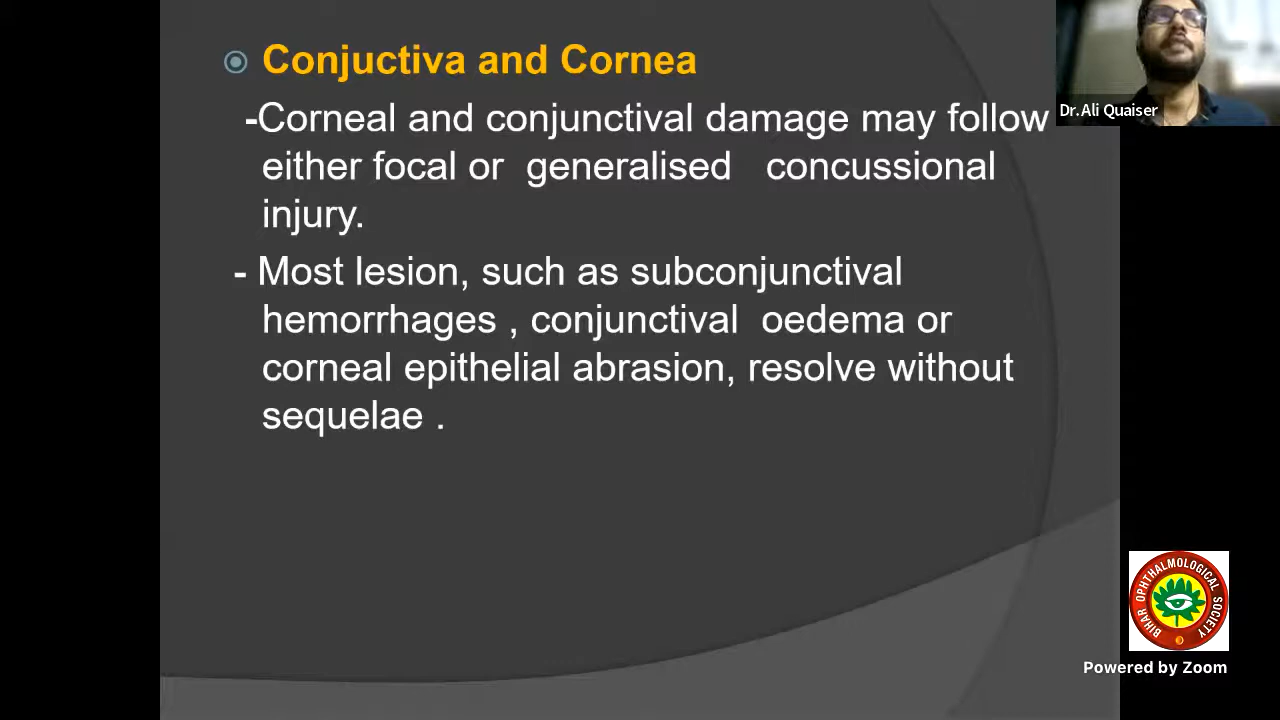 Conjuctiva and Cornea
-Corneal and conjunctival damage may follow
either focal or generalised concussional
injury.
- Most lesion, such as subconjunctival
hemorrhages , conjunctival oedema or
corneal epithelial abrasion, resolve without
sequelae .
Dr.Ali Quaiser
BIHAR OPHTHALMOLOGICAL SOCIETY
Powered by Zoom